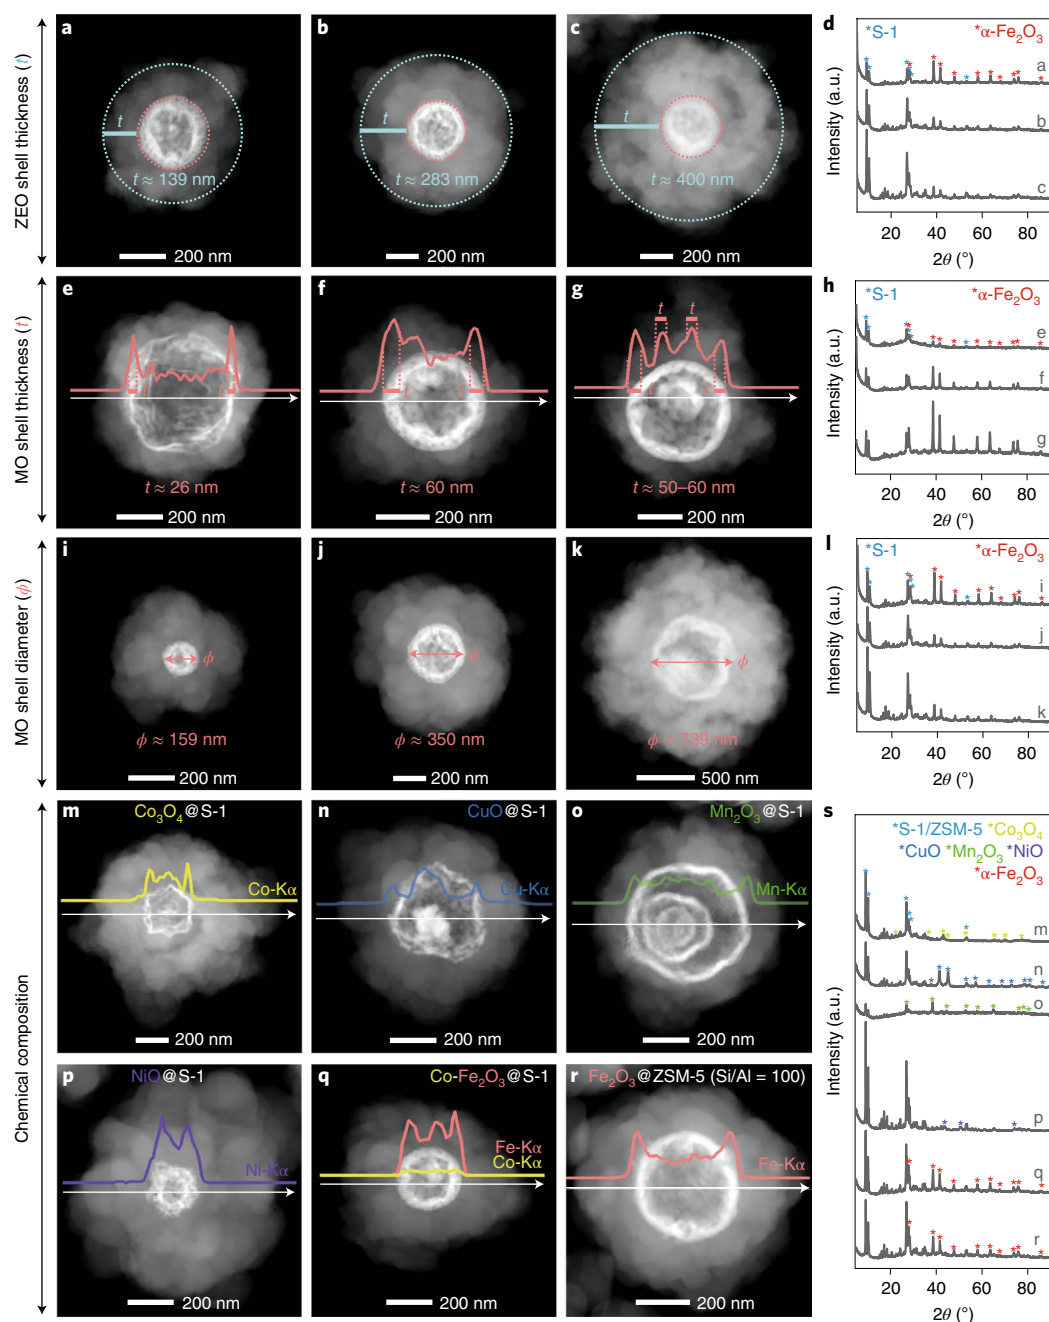 ZEO shell thickness (t)
a
t
t ≈ 139 nm
200 nm
b
t
t ≈ 283 nm
200 nm
c
t
t ≈ 400 nm
200 nm
d
*S-1 *α-Fe₂O₃
a
b
c
Intensity (a.u.)
20 40 60 80
2θ (°)
MO shell thickness (t)
e
t t
t ≈ 26 nm
200 nm
f
t t
t ≈ 60 nm
200 nm
g
t t
t t
t ≈ 50–60 nm
200 nm
h
*S-1 *α-Fe₂O₃
e
f
g
Intensity (a.u.)
20 40 60 80
2θ (°)
MO shell diameter (ϕ)
i
ϕ
ϕ ≈ 159 nm
200 nm
j
ϕ
ϕ ≈ 350 nm
200 nm
k
ϕ
ϕ ≈ 739 nm
500 nm
l
*S-1 *α-Fe₂O₃
i
j
k
Intensity (a.u.)
20 40 60 80
2θ (°)
Chemical composition
m
Co₃O₄@S-1
Co-Kα
200 nm
n
CuO@S-1
Cu-Kα
200 nm
o
Mn₂O₃@S-1
Mn-Kα
200 nm
p
NiO@S-1
Ni-Kα
200 nm
q
Co-Fe₂O₃@S-1
Fe-Kα
Co-Kα
200 nm
r
Fe₂O₃@ZSM-5 (Si/Al = 100)
Fe-Kα
200 nm
s
*S-1/ZSM-5 *Co₃O₄
*CuO *Mn₂O₃ *NiO
*α-Fe₂O₃
m
n
o
p
q
r
Intensity (a.u.)
20 40 60 80
2θ (°)